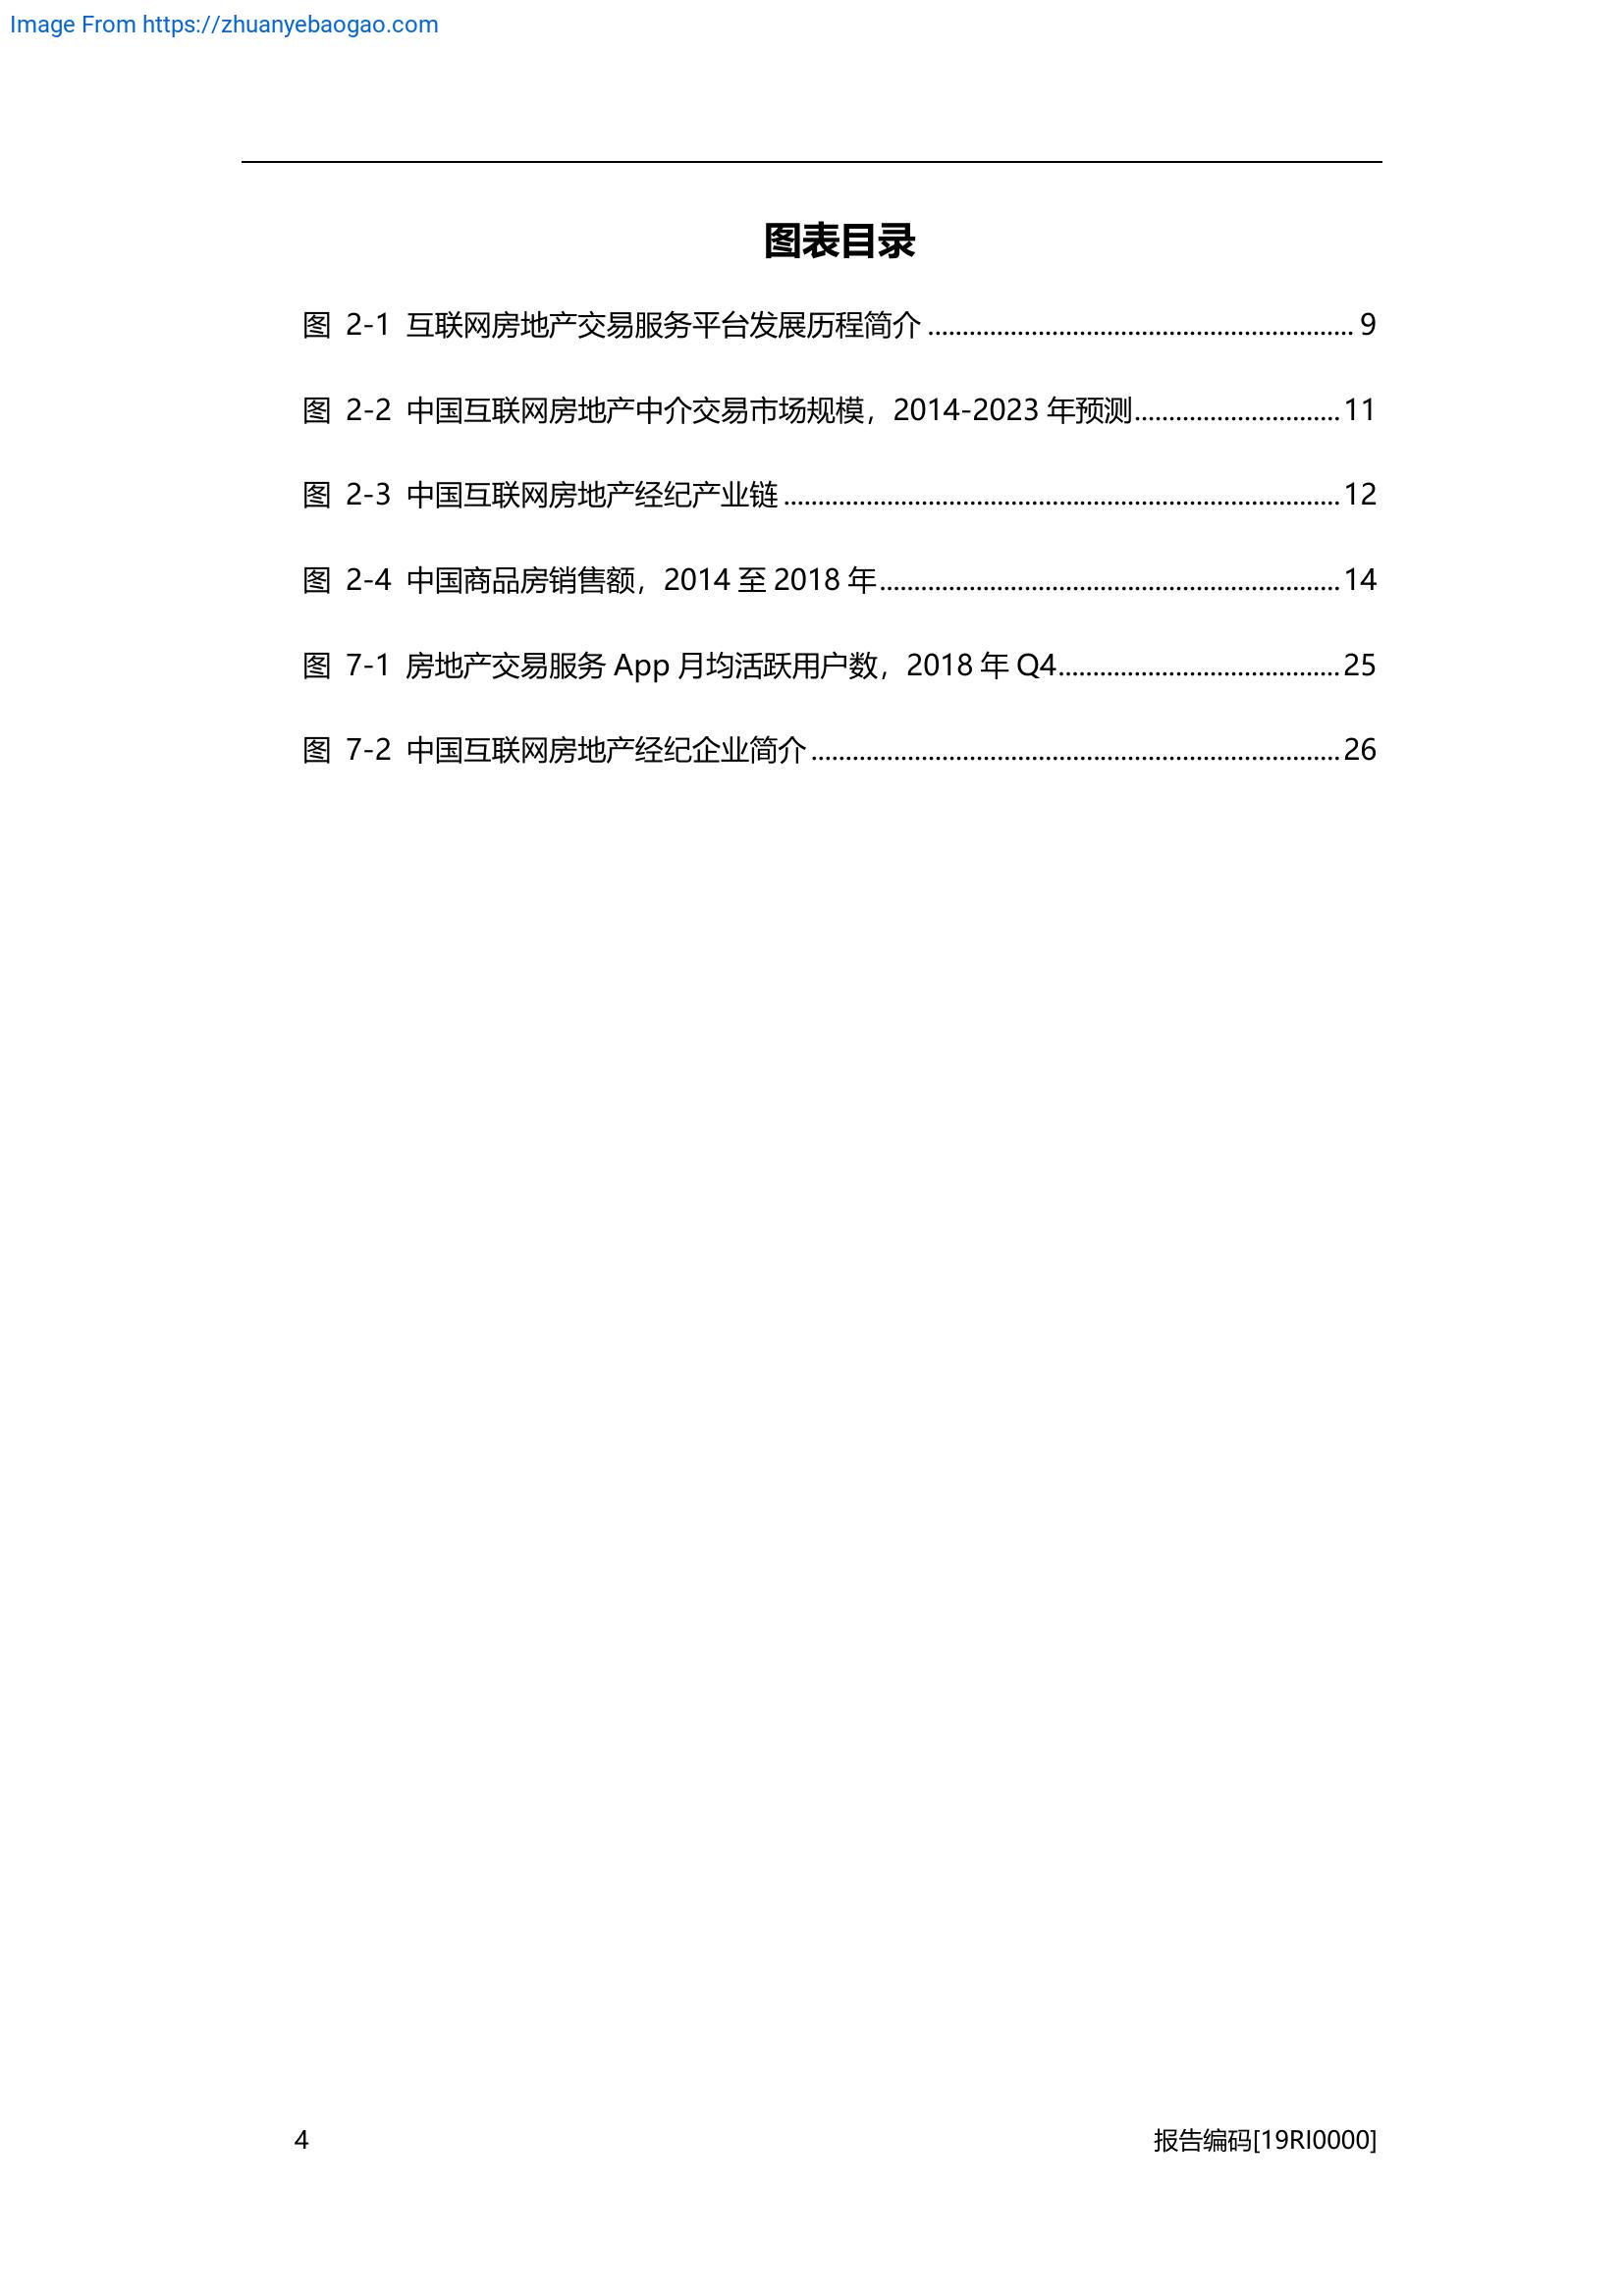 Image From https://zhuanyebaogao.com
图表目录
图 2-1 互联网房地产交易服务平台发展历程简介.............................................................. 9
图 2-2 中国互联网房地产中介交易市场规模，2014-2023 年预测..............................11
图 2-3 中国互联网房地产经纪产业链.................................................................................12
图 2-4 中国商品房销售额，2014 至 2018 年...................................................................14
图 7-1 房地产交易服务 App 月均活跃用户数，2018 年 Q4.........................................25
图 7-2 中国互联网房地产经纪企业简介.............................................................................26
4
报告编码[19RI0000]